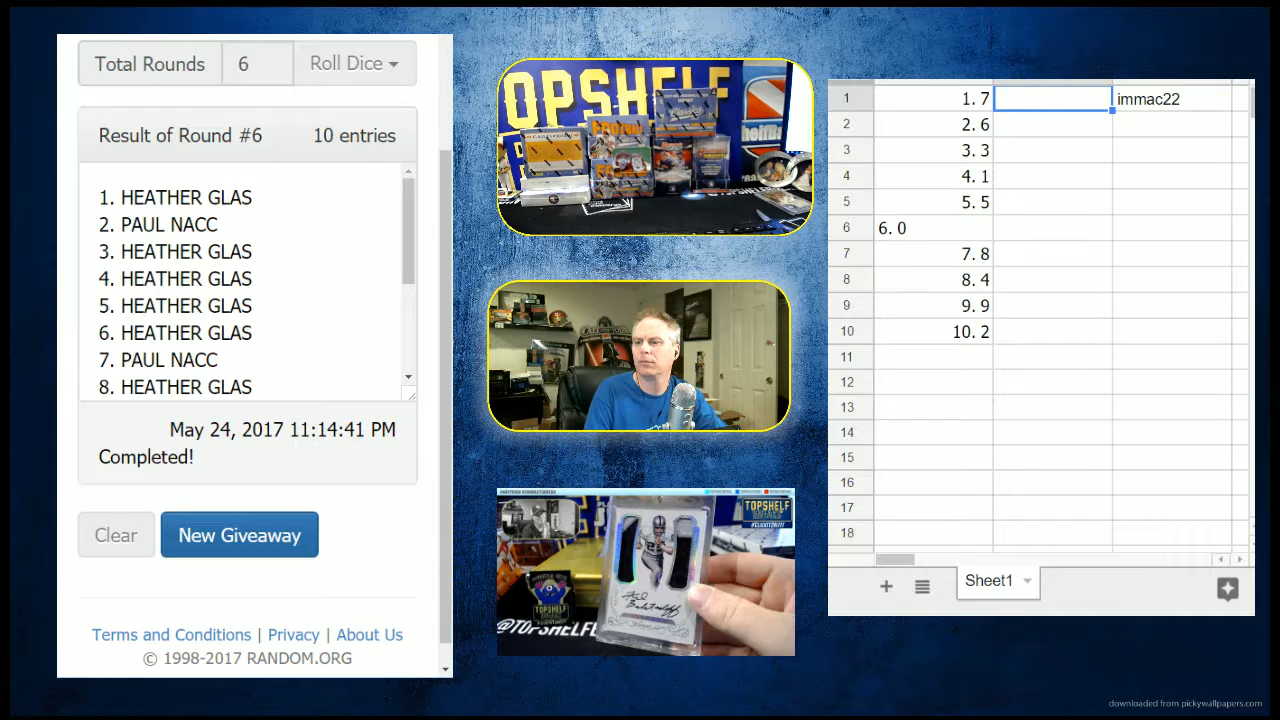 Total Rounds 6 Roll Dice
Result of Round #6 10 entries
1. HEATHER GLAS
2. PAUL NACC
3. HEATHER GLAS
4. HEATHER GLAS
5. HEATHER GLAS
6. HEATHER GLAS
7. PAUL NACC
8. HEATHER GLAS
May 24, 2017 11:14:41 PM
Completed!
Clear New Giveaway
Terms and Conditions | Privacy | About Us
© 1998-2017 RANDOM.ORG
TOPSHELF
Classics
TOPSHELF
TOPSHELF
@TOPSHELFB
1 1. 7 immac22
2 2. 6
3 3. 3
4 4. 1
5 5. 5
6 6. 0
7 7. 8
8 8. 4
9 9. 9
10 10. 2
11
12
13
14
15
16
17
18
Sheet1
downloaded from pickywallpapers.com